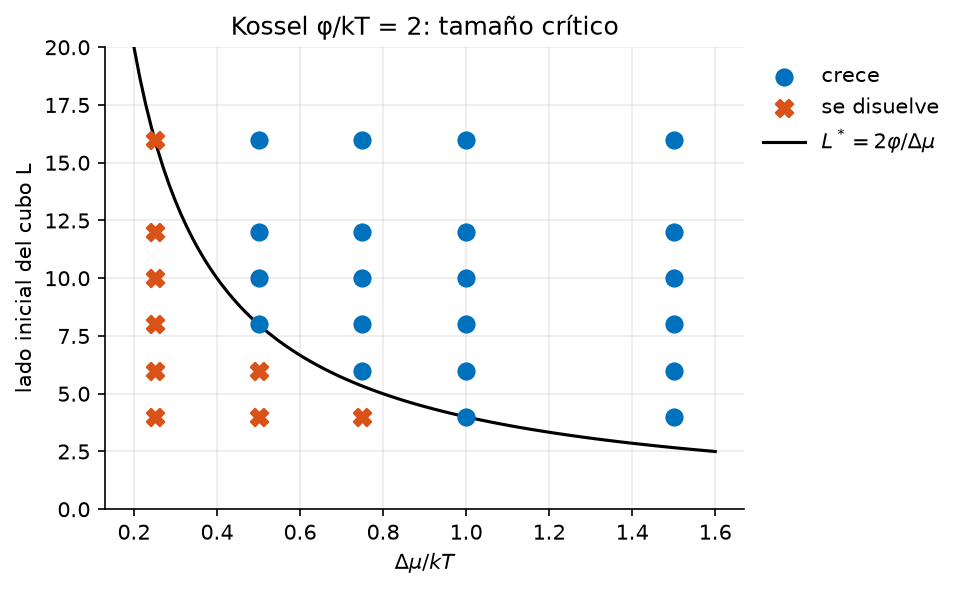 Kossel φ/kT = 2: tamaño crítico
lado inicial del cubo L
20.0
17.5
15.0
12.5
10.0
7.5
5.0
2.5
0.0
0.2 0.4 0.6 0.8 1.0 1.2 1.4 1.6
Δμ/kT
crece
se disuelve
L* = 2φ/Δμ